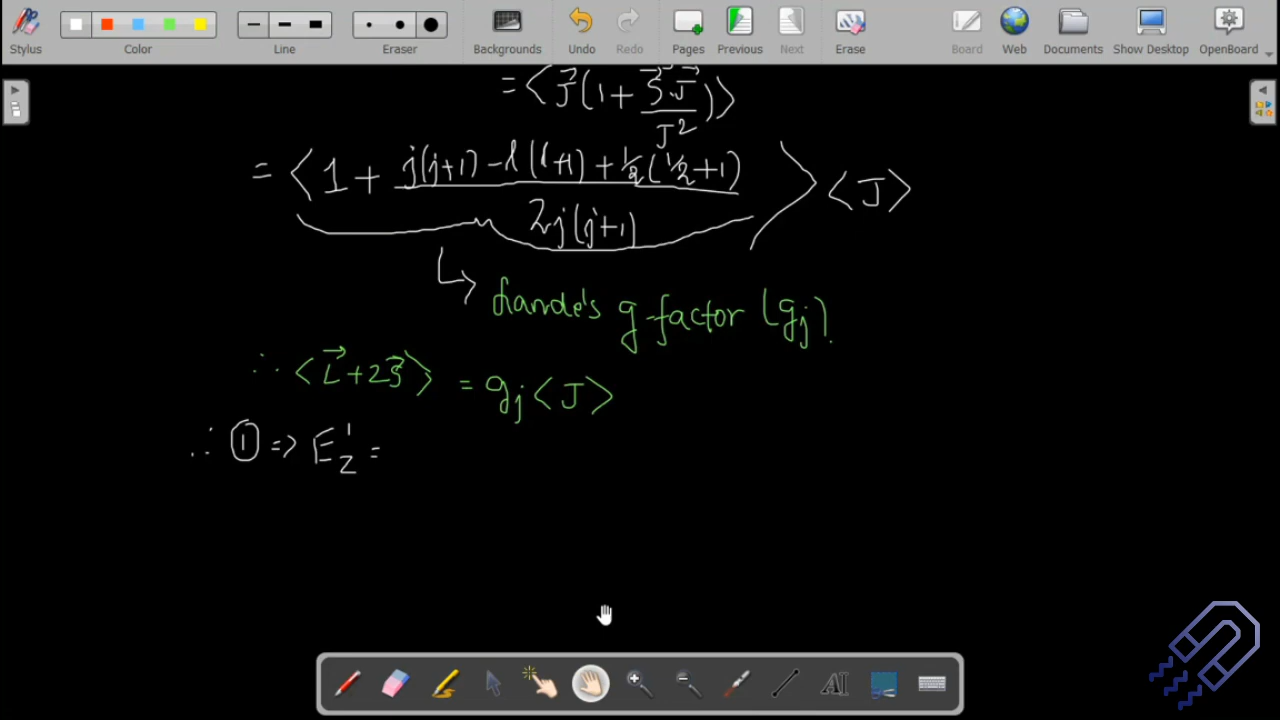 Stylus Color Line Eraser Backgrounds Undo Redo Pages Previous Next Erase Board Web Documents Show Desktop OpenBoard
= ⟨ J⃗ (1 + S⃗.J⃗ / J²) ⟩
= ⟨ 1 + j(j+1) - l(l+1) + ½(½+1) / 2j(j+1) ⟩ ⟨J⟩
↳ Lande's g-factor (gj).
∴ ⟨L⃗+2S⃗⟩ = gj⟨J⟩
∴ ① => E¹z =
AI